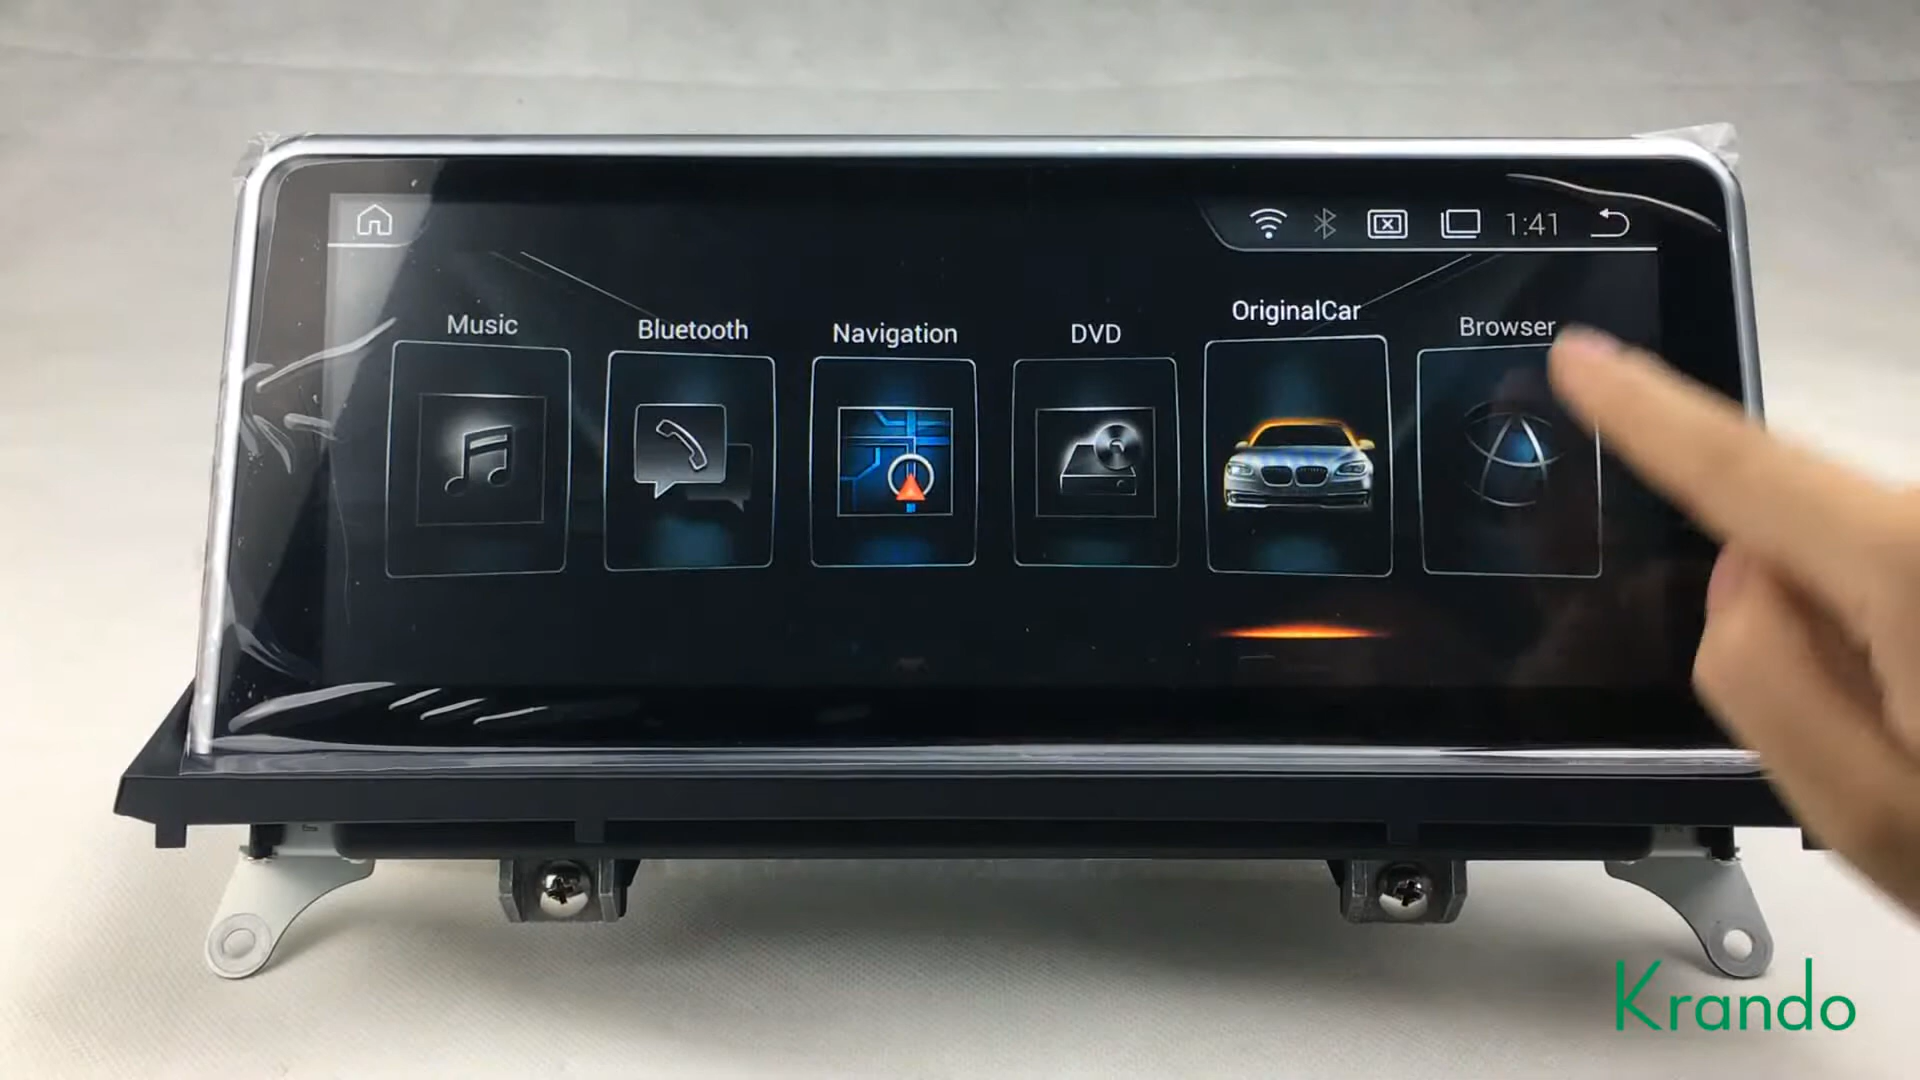 1:41
Music
Bluetooth
Navigation
DVD
OriginalCar
Browser
Krando